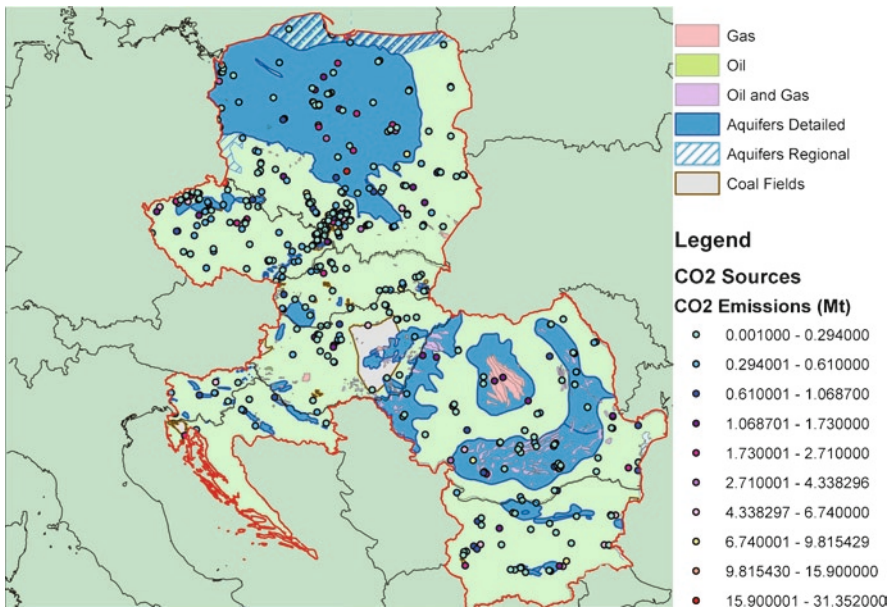 Gas
Oil
Oil and Gas
Aquifers Detailed
Aquifers Regional
Coal Fields
Legend
CO2 Sources
CO2 Emissions (Mt)
0.001000 - 0.294000
0.294001 - 0.610000
0.610001 - 1.068700
1.068701 - 1.730000
1.730001 - 2.710000
2.710001 - 4.338296
4.338297 - 6.740000
6.740001 - 9.815429
9.815430 - 15.900000
15.900001 - 31.352000